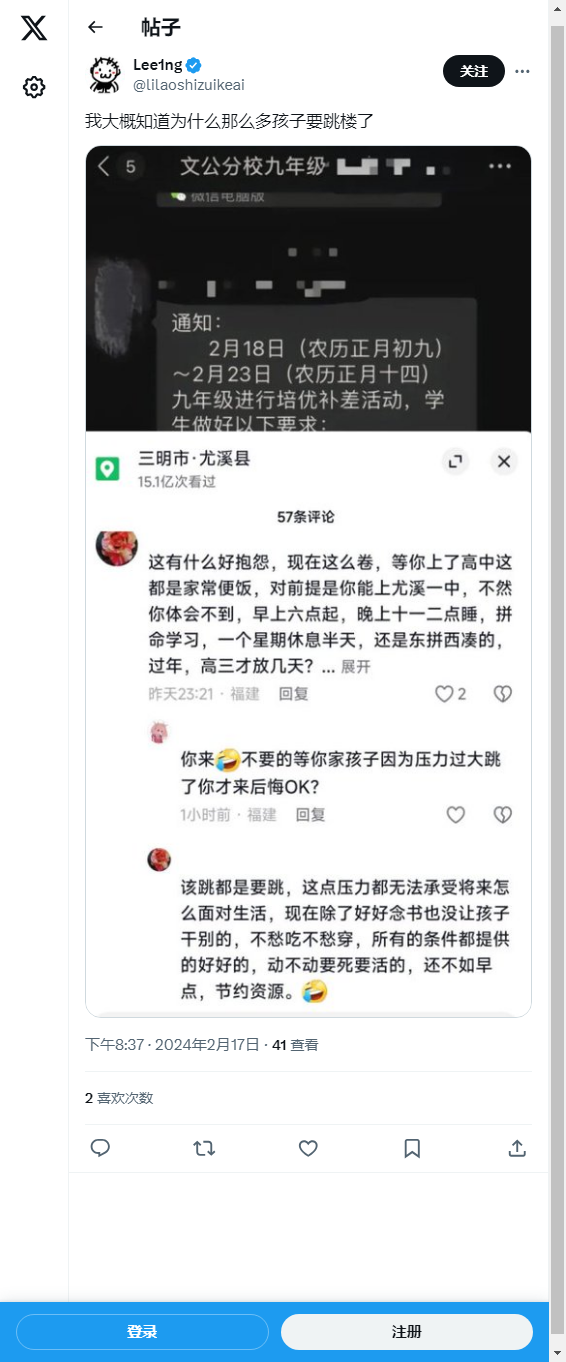 帖子
Lee1ng
@lilaoshizuikeai
关注
我大概知道为什么那么多孩子要跳楼了
5
文公分校九年级
微信电脑版
通知：
2月18日（农历正月初九）
～2月23日（农历正月十四）
九年级进行培优补差活动，学
生做好以下要求：
三明市·尤溪县
15.1亿次看过
57条评论
这有什么好抱怨，现在这么卷，等你上了高中这
都是家常便饭，对前提是你能上尤溪一中，不然
你体会不到，早上六点起，晚上十一二点睡，拼
命学习，一个星期休息半天，还是东拼西凑的，
过年，高三才放几天？... 展开
昨天23:21 · 福建 回复
2
你来🤣不要的等你家孩子因为压力过大跳
了你才来后悔OK？
1小时前 · 福建 回复
该跳都是要跳，这点压力都无法承受将来怎
么面对生活，现在除了好好念书也没让孩子
干别的，不愁吃不愁穿，所有的条件都提供
的好好的，动不动要死要活的，还不如早
点，节约资源。🤣
下午8:37 · 2024年2月17日 · 41 查看
2 喜欢次数
登录
注册